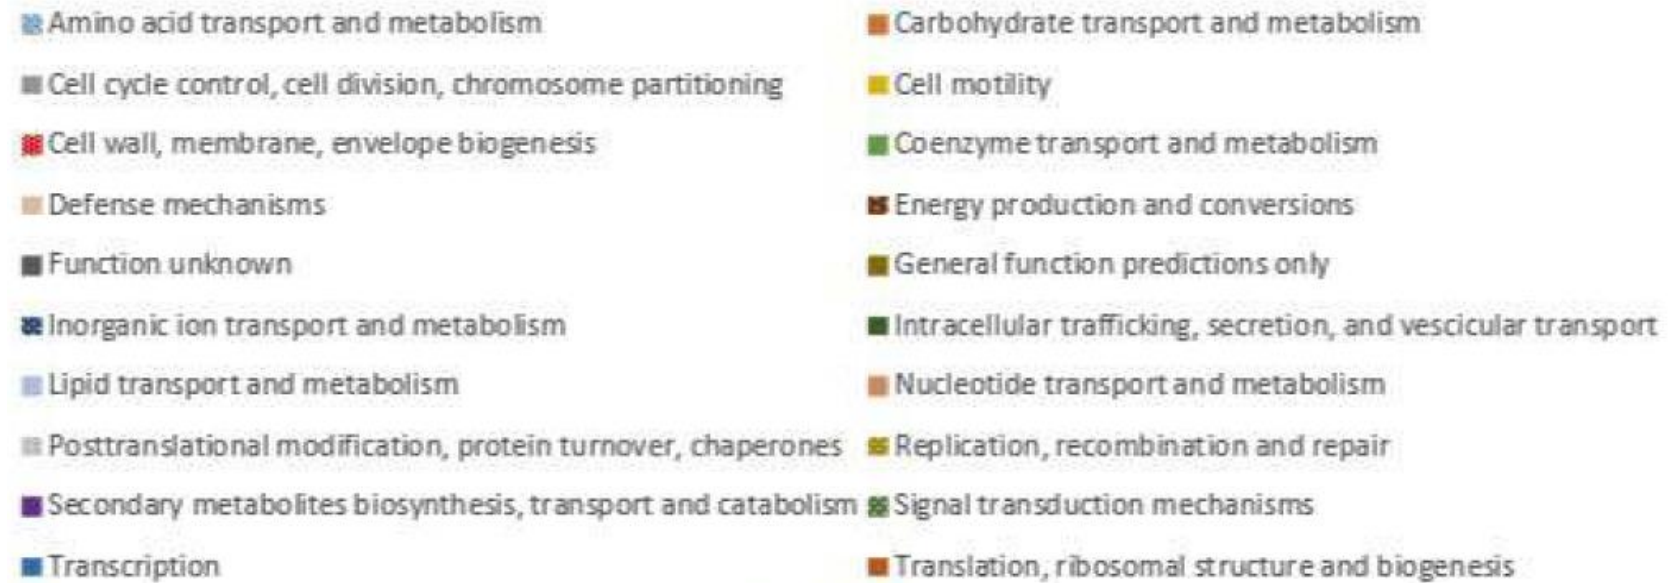 Amino acid transport and metabolism
Carbohydrate transport and metabolism
Cell cycle control, cell division, chromosome partitioning
Cell motility
Cell wall, membrane, envelope biogenesis
Coenzyme transport and metabolism
Defense mechanisms
Energy production and conversions
Function unknown
General function predictions only
Inorganic ion transport and metabolism
Intracellular trafficking, secretion, and vescicular transport
Lipid transport and metabolism
Nucleotide transport and metabolism
Posttranslational modification, protein turnover, chaperones
Replication, recombination and repair
Secondary metabolites biosynthesis, transport and catabolism
Signal transduction mechanisms
Transcription
Translation, ribosomal structure and biogenesis